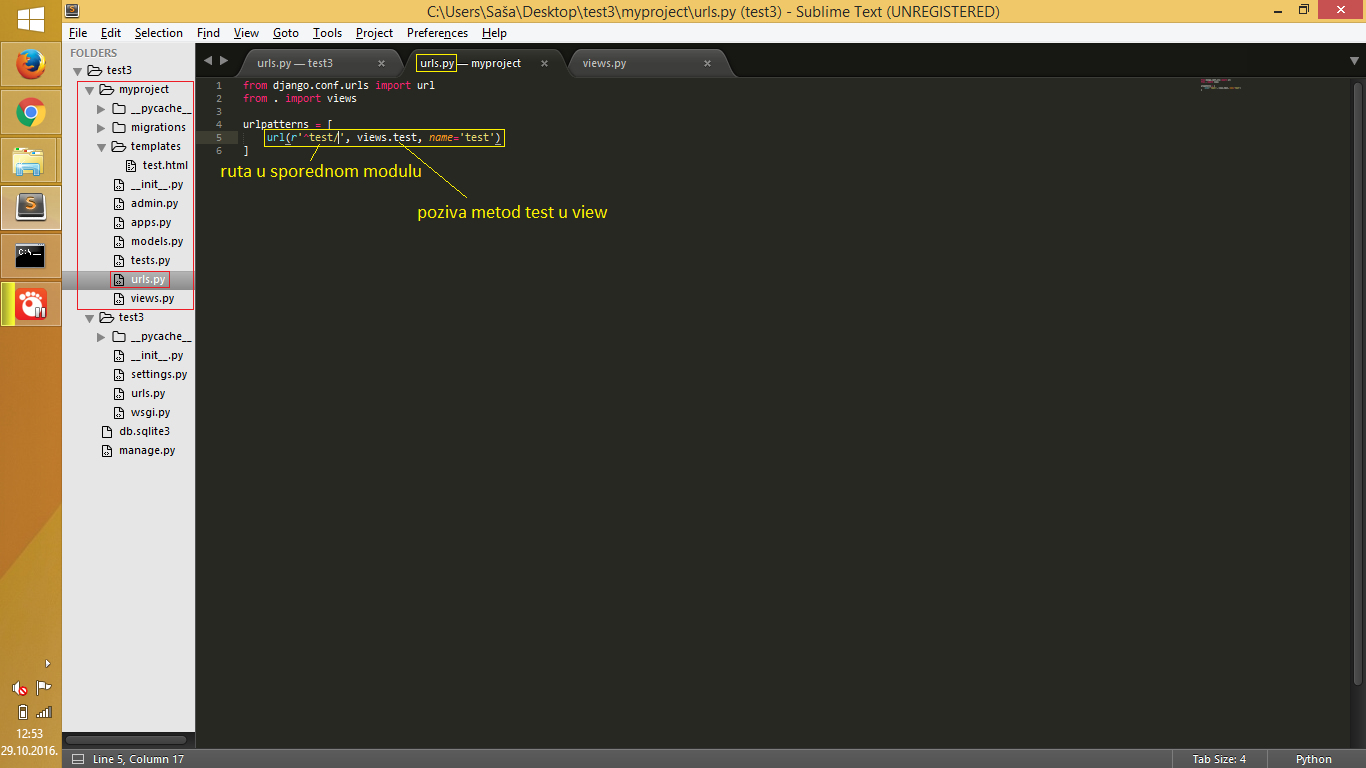 C:\Users\Saša\Desktop\test3\myproject\urls.py (test3) - Sublime Text (UNREGISTERED)
File Edit Selection Find View Goto Tools Project Preferences Help
FOLDERS
test3
myproject
__pycache__
migrations
templates
test.html
__init__.py
admin.py
apps.py
models.py
tests.py
urls.py
views.py
test3
__pycache__
__init__.py
settings.py
urls.py
wsgi.py
db.sqlite3
manage.py
urls.py — test3 urls.py — myproject views.py
1 from django.conf.urls import url
2 from . import views
3
4 urlpatterns = [
5 url(r'^test/', views.test, name='test')
6 ]
ruta u sporednom modulu
poziva metod test u view
C:\_
12:53
29.10.2016.
Line 5, Column 17 Tab Size: 4 Python